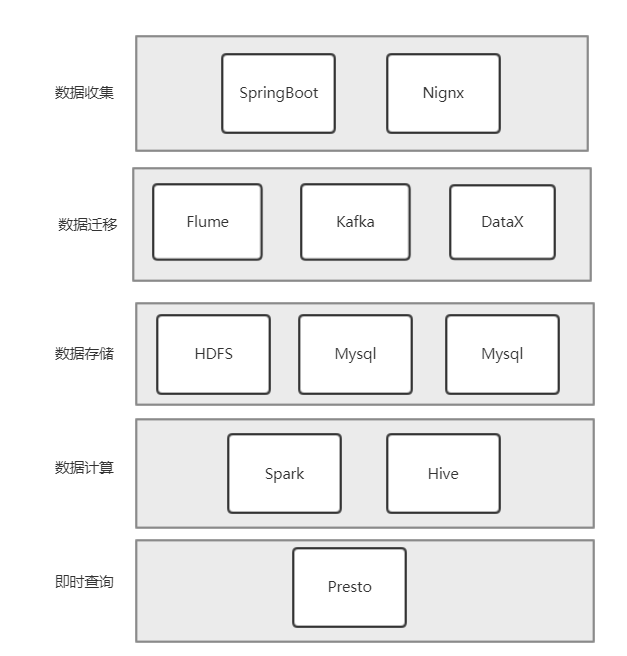 数据收集
SpringBoot
Nignx
数据迁移
Flume
Kafka
DataX
数据存储
HDFS
Mysql
Mysql
数据计算
Spark
Hive
即时查询
Presto